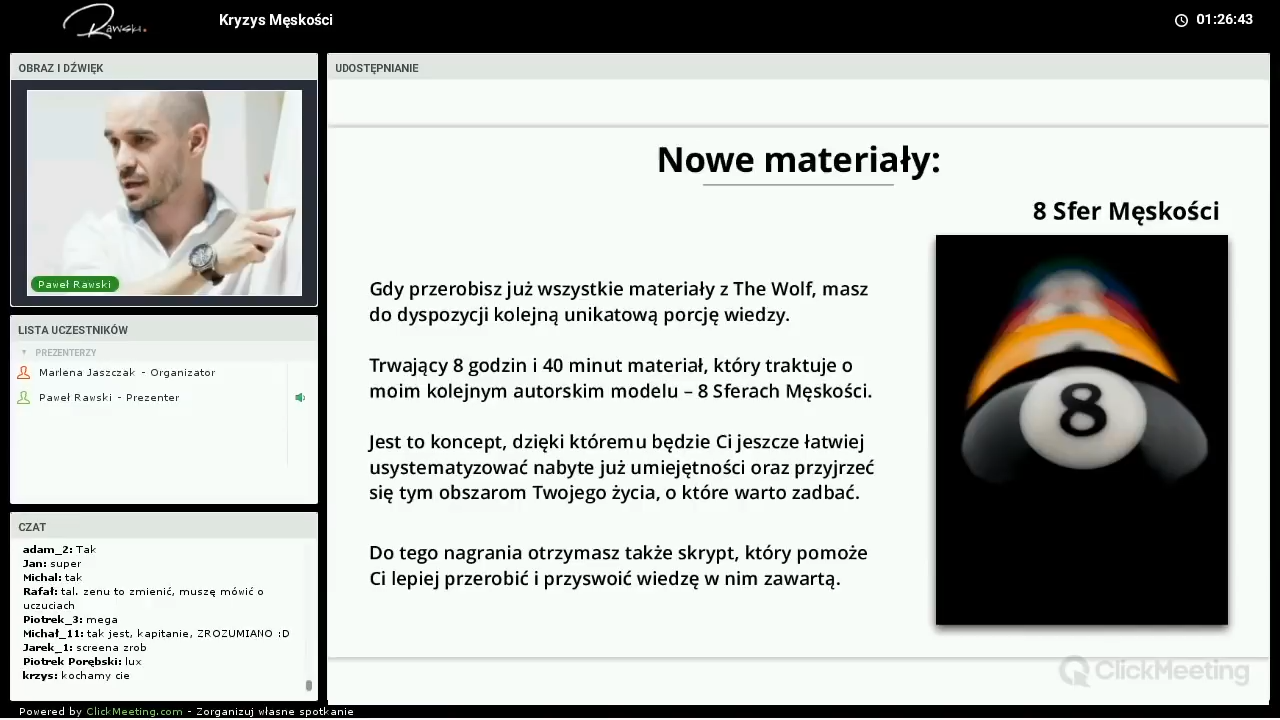 Rawski.
Kryzys Męskości
01:26:43
OBRAZ I DŹWIĘK
Paweł Rawski
LISTA UCZESTNIKÓW
PREZENTERZY
Marlena Jaszczak - Organizator
Paweł Rawski - Prezenter
CZAT
adam_2: Tak
Jan: super
Michal: tak
Rafał: tal. zenu to zmienić, muszę mówić o
uczuciach
Piotrek_3: mega
Michał_11: tak jest, kapitanie, ZROZUMIANO :D
Jarek_1: screena zrob
Piotrek Porębski: lux
krzys: kochamy cie
Powered by ClickMeeting.com - Zorganizuj własne spotkanie
UDOSTĘPNIANIE
Nowe materiały:
8 Sfer Męskości
Gdy przerobisz już wszystkie materiały z The Wolf, masz
do dyspozycji kolejną unikatową porcję wiedzy.
Trwający 8 godzin i 40 minut materiał, który traktuje o
moim kolejnym autorskim modelu – 8 Sferach Męskości.
Jest to koncept, dzięki któremu będzie Ci jeszcze łatwiej
usystematyzować nabyte już umiejętności oraz przyjrzeć
się tym obszarom Twojego życia, o które warto zadbać.
Do tego nagrania otrzymasz także skrypt, który pomoże
Ci lepiej przerobić i przyswoić wiedzę w nim zawartą.
8
ClickMeeting